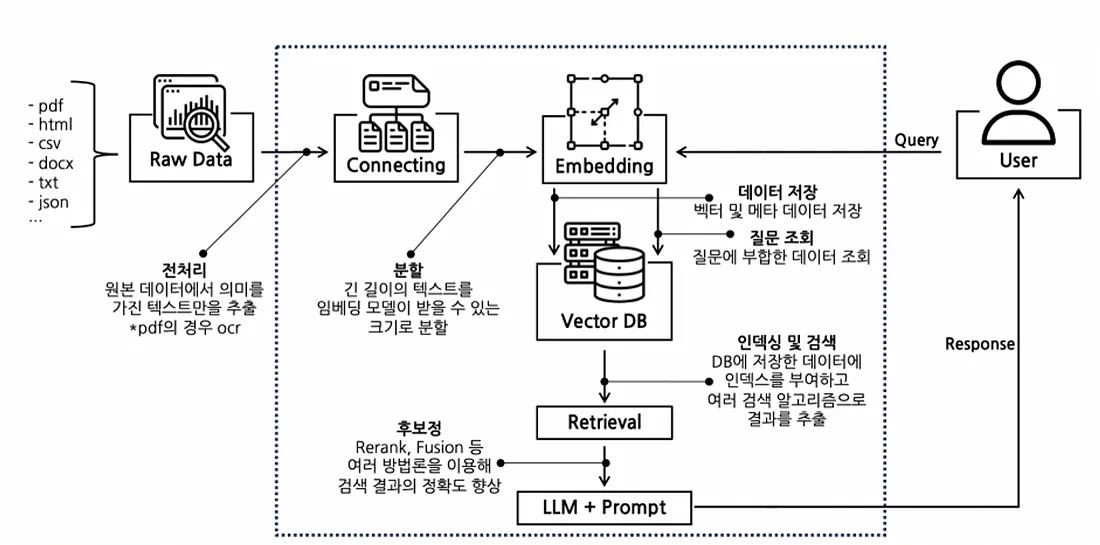 - pdf
- html
- csv
- docx
- txt
- json
...
Raw Data
Connecting
Embedding
Query
User
전처리
원본 데이터에서 의미를
가진 텍스트만을 추출
*pdf의 경우 ocr
분할
긴 길이의 텍스트를
임베딩 모델이 받을 수 있는
크기로 분할
데이터 저장
벡터 및 메타 데이터 저장
질문 조회
질문에 부합한 데이터 조회
Vector DB
인덱싱 및 검색
DB에 저장한 데이터에
인덱스를 부여하고
여러 검색 알고리즘으로
결과를 추출
Response
Retrieval
후보정
Rerank, Fusion 등
여러 방법론을 이용해
검색 결과의 정확도 향상
LLM + Prompt